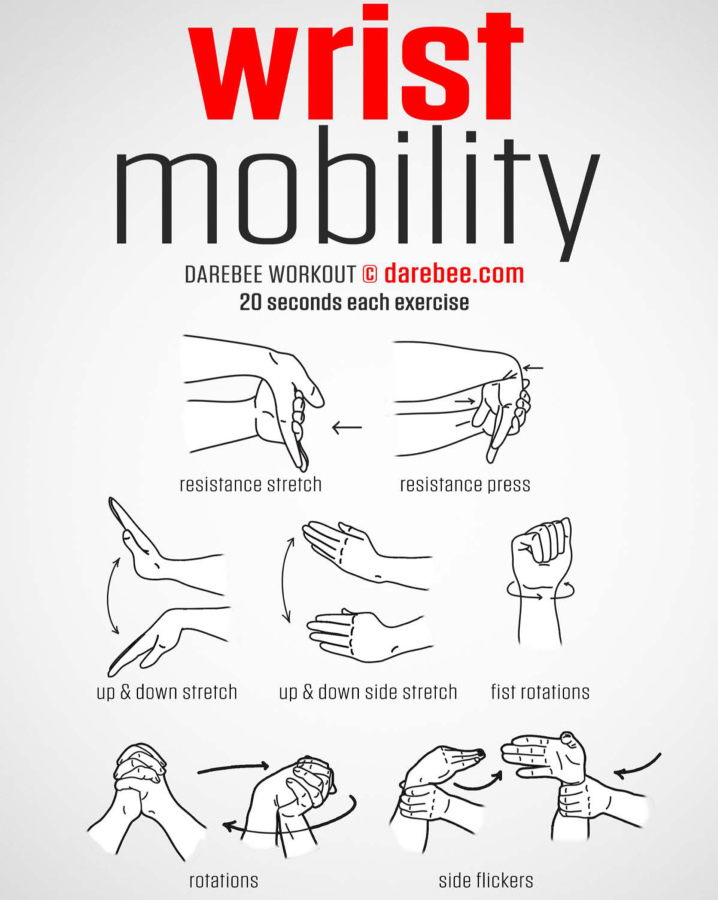 wrist
mobility
DAREBEE WORKOUT © darebee.com
20 seconds each exercise
resistance stretch
resistance press
up & down stretch
up & down side stretch
fist rotations
rotations
side flickers